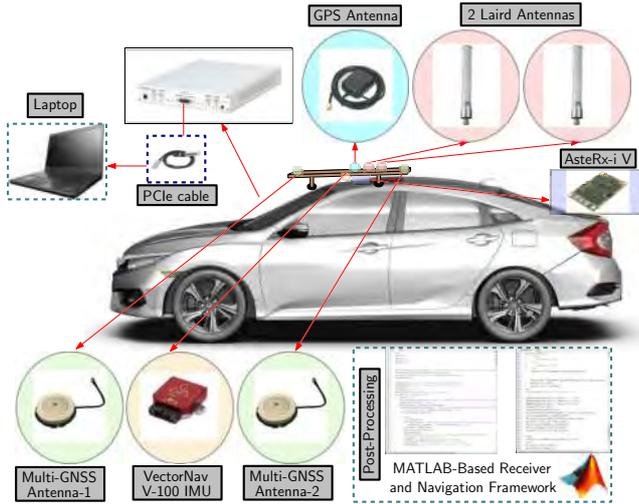 GPS Antenna
2 Laird Antennas
Laptop
AsteRx-i V
PCIe cable
Post-Processing
Multi-GNSS
Antenna-1
VectorNav
V-100 IMU
Multi-GNSS
Antenna-2
MATLAB-Based Receiver
and Navigation Framework